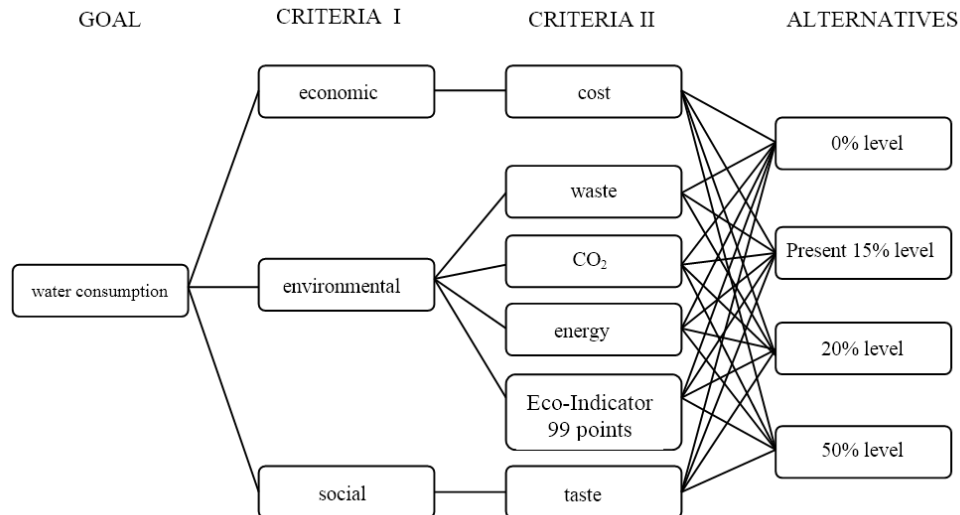 GOAL
CRITERIA I
CRITERIA II
ALTERNATIVES
economic
cost
0% level
waste
Present 15% level
CO₂
water consumption
environmental
energy
20% level
Eco-Indicator
99 points
50% level
social
taste